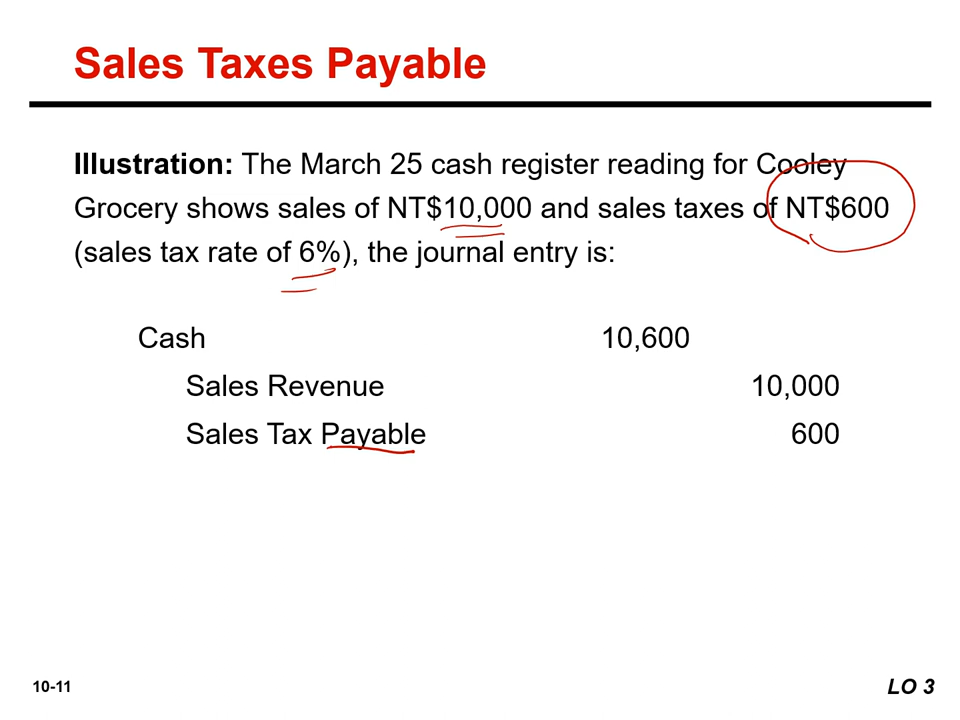 Sales Taxes Payable
Illustration: The March 25 cash register reading for Cooley
Grocery shows sales of NT$10,000 and sales taxes of NT$600
(sales tax rate of 6%), the journal entry is:
Cash 10,600
Sales Revenue 10,000
Sales Tax Payable 600
10-11 LO 3